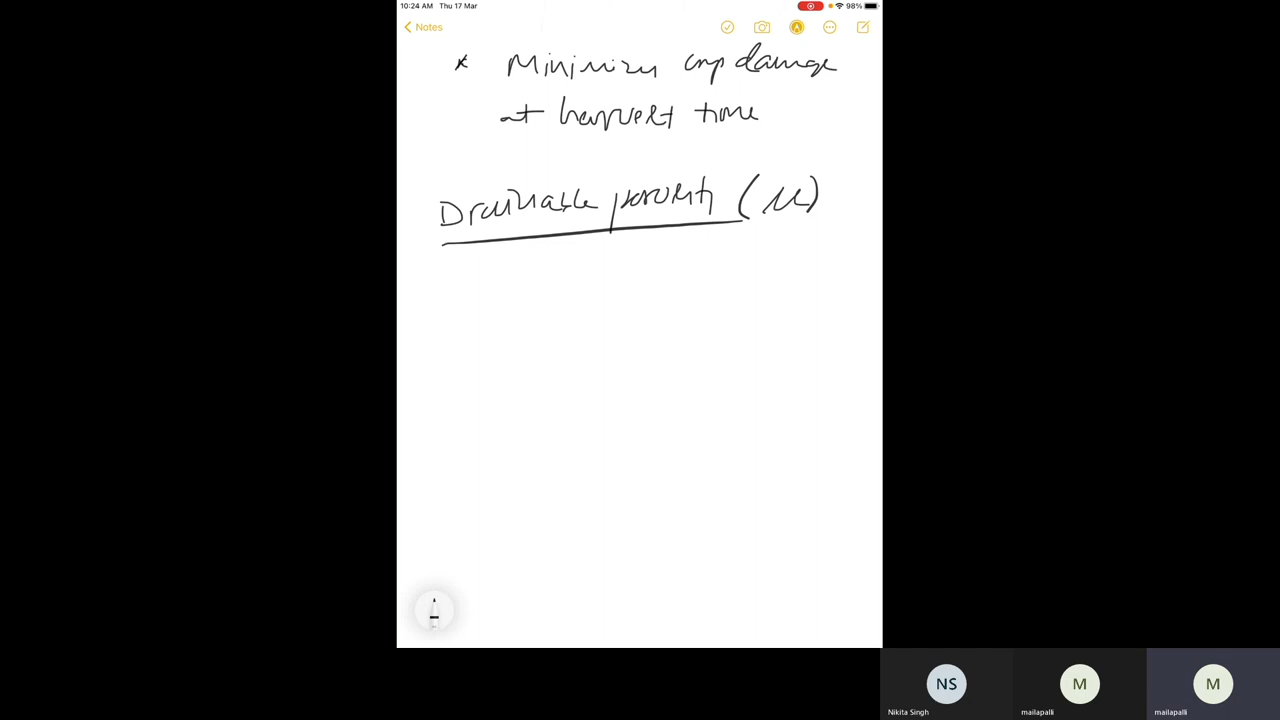 10:24 AM Thu 17 Mar
98%
Notes
* Minimizes crop damage
at harvest time
Drainable porosity (μ)
NS
M
M
Nikita Singh
mailapalli
mailapalli